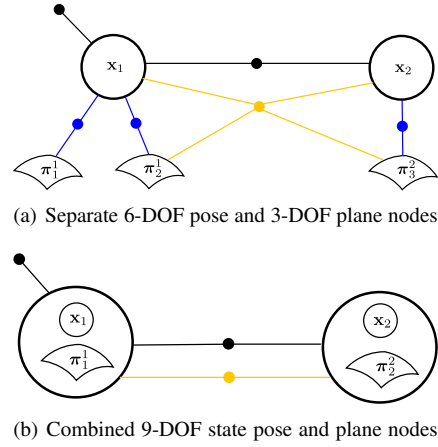 x₁ x₂
π₁¹ π₂¹ π₃²
(a) Separate 6-DOF pose and 3-DOF plane nodes
x₁ x₂
π₁¹ π₂²
(b) Combined 9-DOF state pose and plane nodes